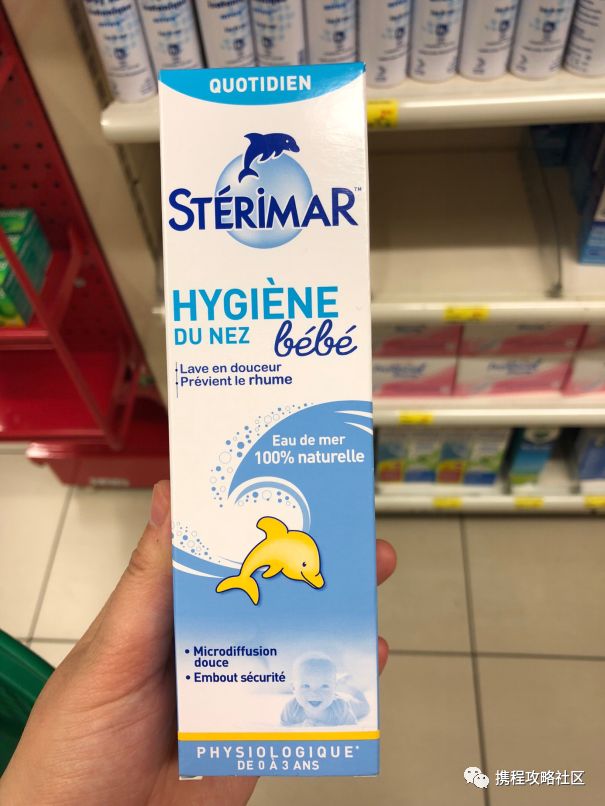 QUOTIDIEN
STÉRIMAR™
HYGIÈNE
DU NEZ bébé
Lave en douceur
Prévient le rhume
Eau de mer
100% naturelle
• Microdiffusion
douce
• Embout sécurité
PHYSIOLOGIQUE*
DE 0 À 3 ANS
携程攻略社区